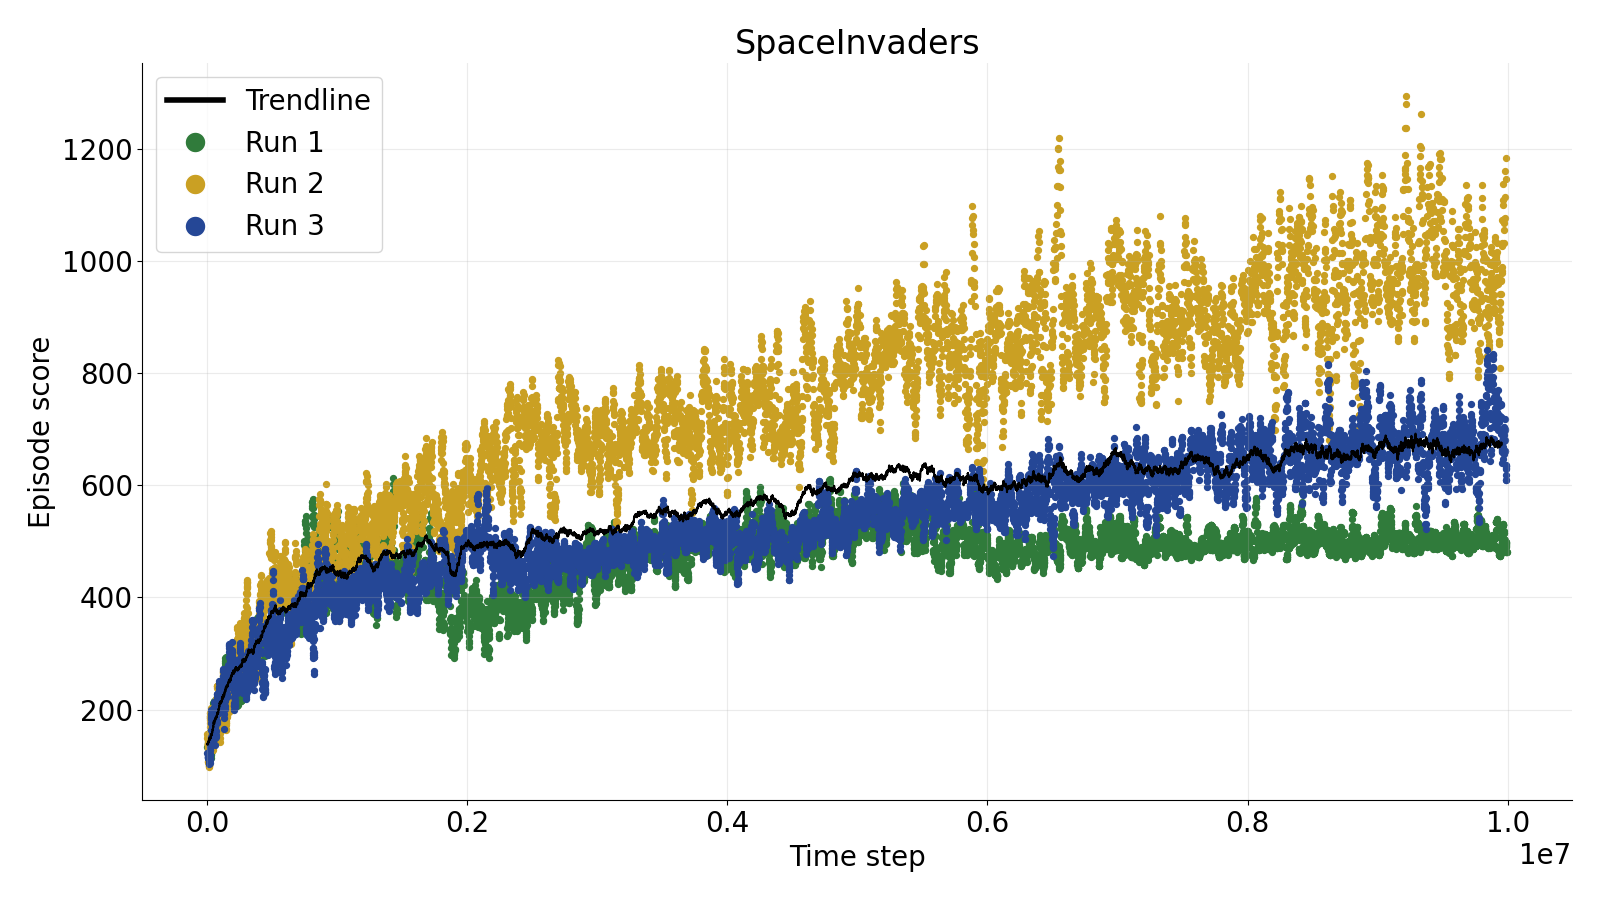 SpaceInvaders
Trendline
Run 1
Run 2
Run 3
1200
1000
800
600
400
200
Episode score
0.0 0.2 0.4 0.6 0.8 1.0
1e7
Time step